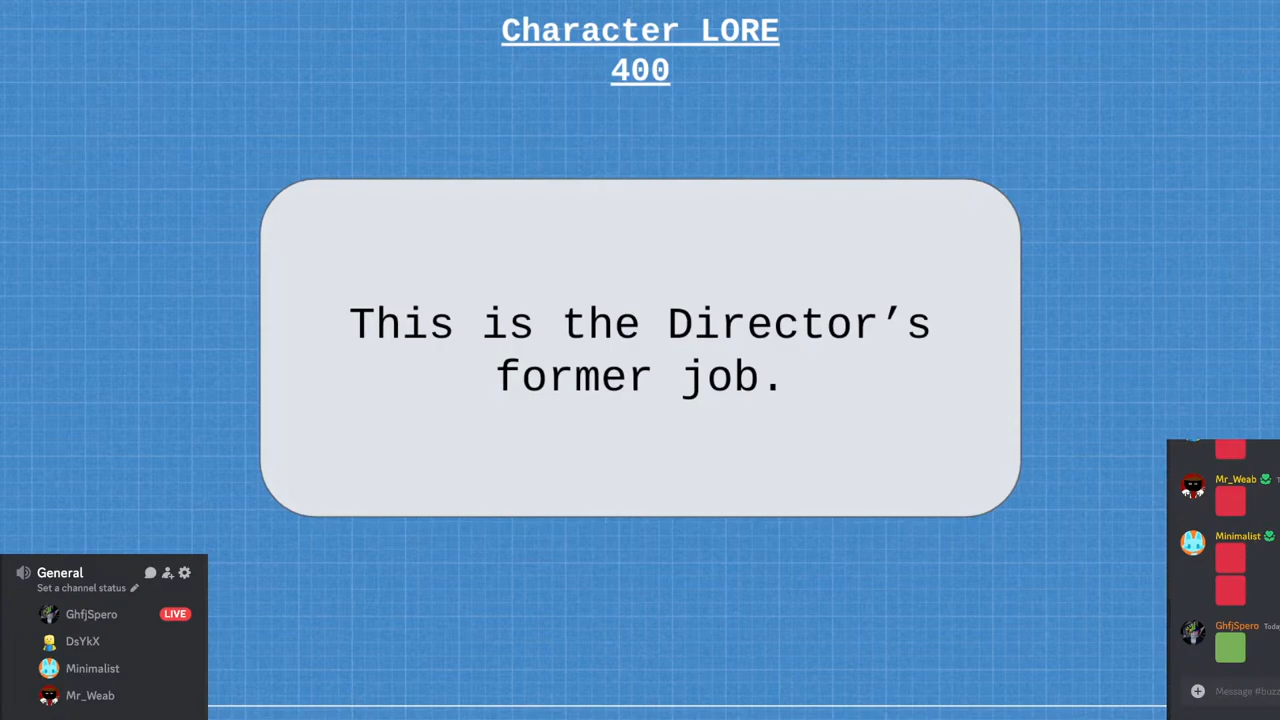 Character LORE
400
This is the Director’s
former job.
General
Set a channel status
GhfjSpero LIVE
DsYkX
Minimalist
Mr_Weab
Mr_Weab
Minimalist
GhfjSpero Toda
Message #buzz